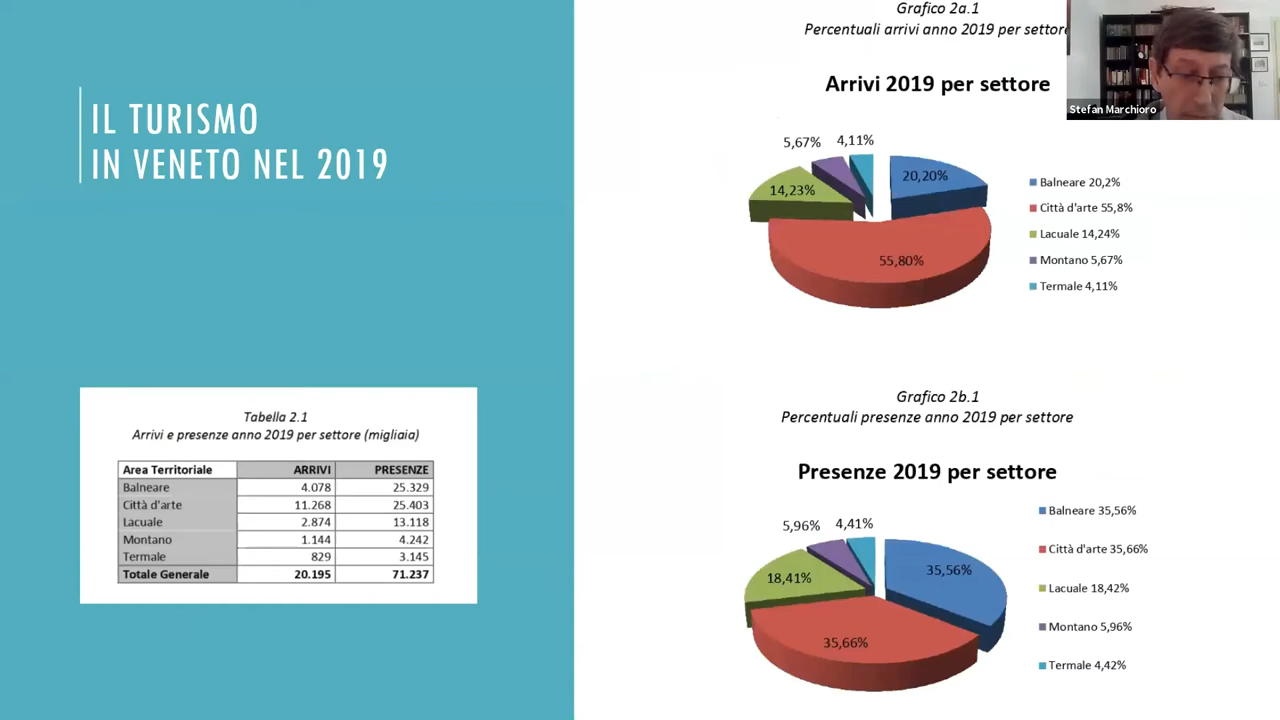 IL TURISMO
IN VENETO NEL 2019
Tabella 2.1
Arrivi e presenze anno 2019 per settore (migliaia)
Area Territoriale ARRIVI PRESENZE
Balneare 4.078 25.329
Città d'arte 11.268 25.403
Lacuale 2.874 13.118
Montano 1.144 4.242
Termale 829 3.145
Totale Generale 20.195 71.237
Grafico 2a.1
Percentuali arrivi anno 2019 per settore
Arrivi 2019 per settore
5,67% 4,11%
20,20%
14,23%
55,80%
Balneare 20,2%
Città d'arte 55,8%
Lacuale 14,24%
Montano 5,67%
Termale 4,11%
Stefan Marchioro
Grafico 2b.1
Percentuali presenze anno 2019 per settore
Presenze 2019 per settore
5,96% 4,41%
35,56%
18,41%
35,66%
Balneare 35,56%
Città d'arte 35,66%
Lacuale 18,42%
Montano 5,96%
Termale 4,42%